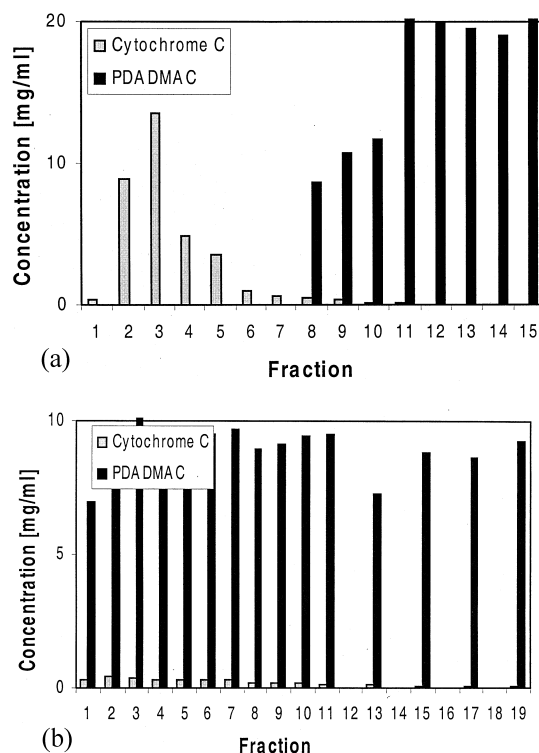 20
Cytochrome C
PDADMAC
10
0
Concentration [mg/ml]
1 2 3 4 5 6 7 8 9 10 11 12 13 14 15
(a)
Fraction
10
Cytochrome C
PDADMAC
5
0
Concentration [mg/ml]
1 2 3 4 5 6 7 8 9 10 11 12 13 14 15 16 17 18 19
(b)
Fraction